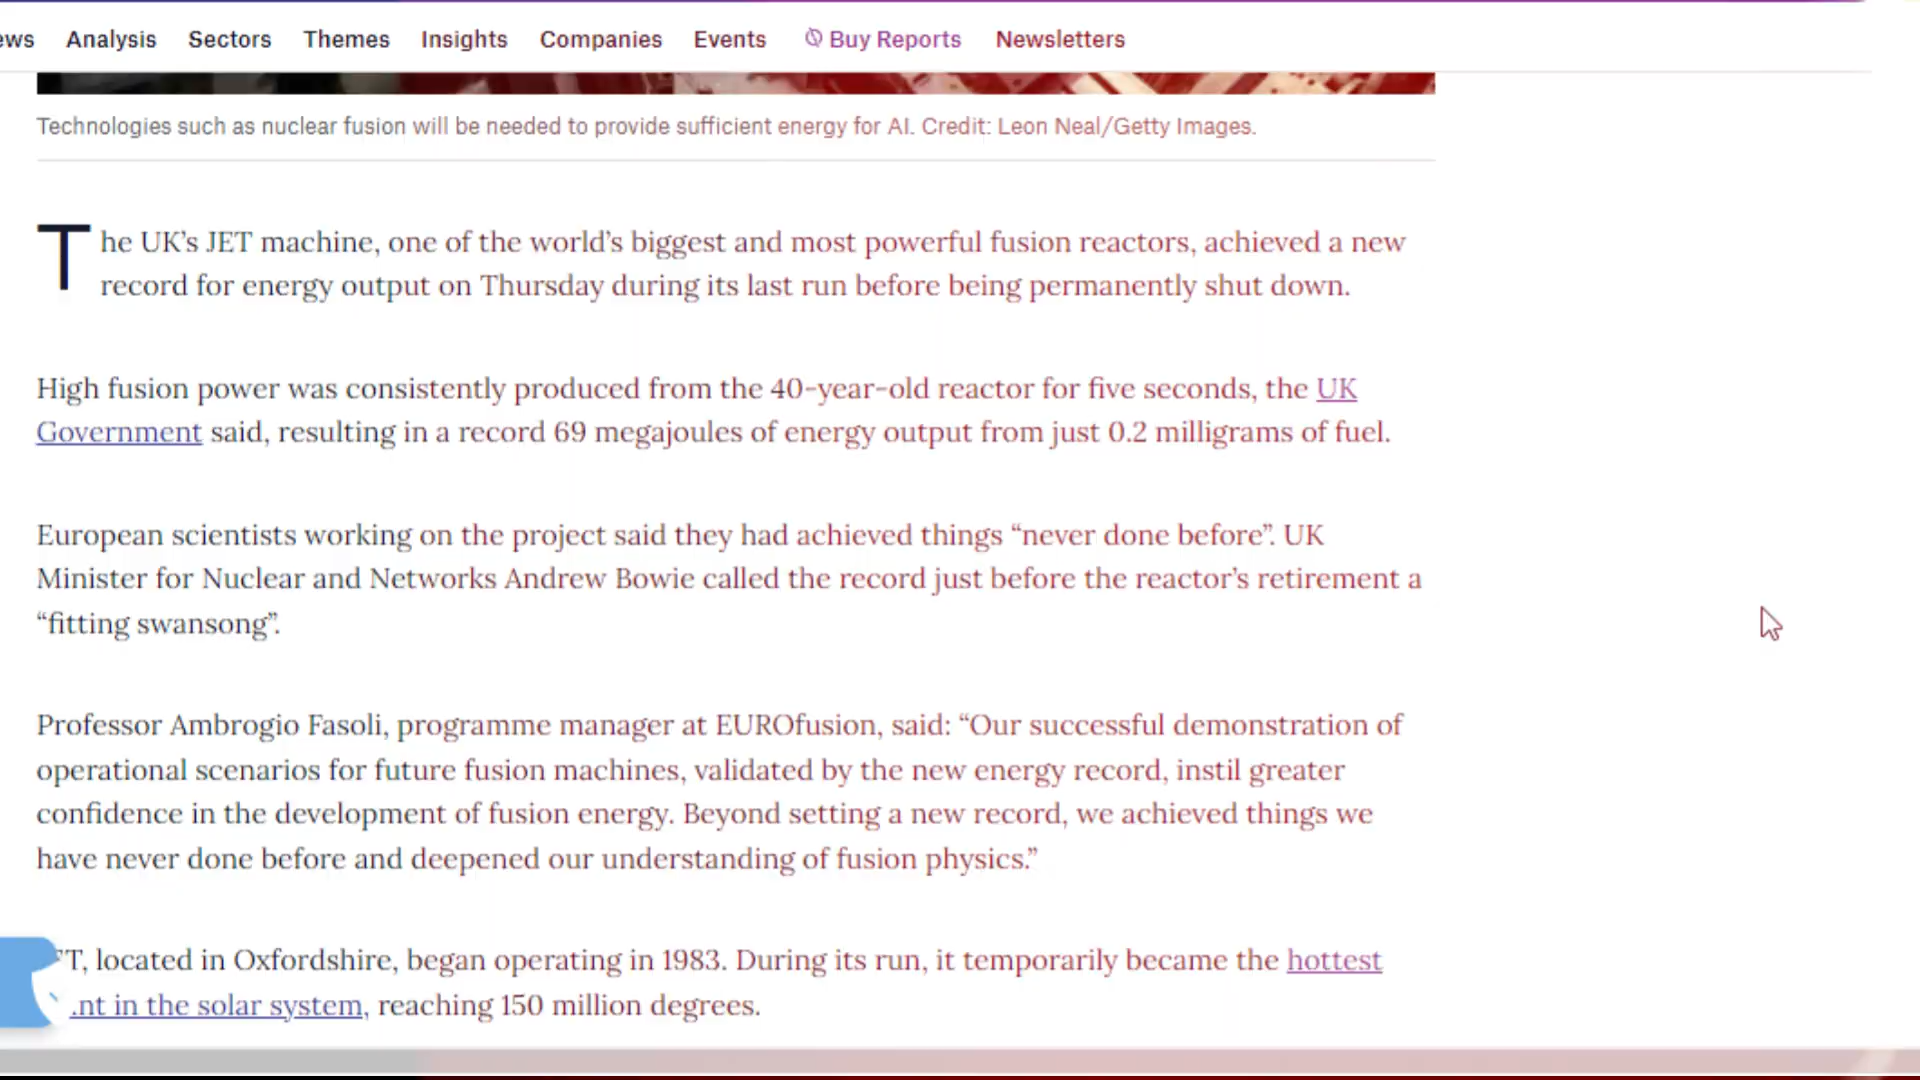 Analysis Sectors Themes Insights Companies Events Buy Reports Newsletters
Technologies such as nuclear fusion will be needed to provide sufficient energy for AI. Credit: Leon Neal/Getty Images.
The UK’s JET machine, one of the world’s biggest and most powerful fusion reactors, achieved a new
record for energy output on Thursday during its last run before being permanently shut down.
High fusion power was consistently produced from the 40-year-old reactor for five seconds, the UK
Government said, resulting in a record 69 megajoules of energy output from just 0.2 milligrams of fuel.
European scientists working on the project said they had achieved things “never done before”. UK
Minister for Nuclear and Networks Andrew Bowie called the record just before the reactor’s retirement a
“fitting swansong”.
Professor Ambrogio Fasoli, programme manager at EUROfusion, said: “Our successful demonstration of
operational scenarios for future fusion machines, validated by the new energy record, instil greater
confidence in the development of fusion energy. Beyond setting a new record, we achieved things we
have never done before and deepened our understanding of fusion physics.”
located in Oxfordshire, began operating in 1983. During its run, it temporarily became the hottest
in the solar system, reaching 150 million degrees.